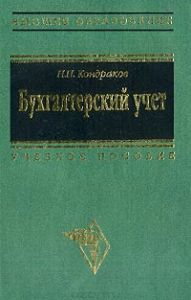 ВЫСШЕЕ ОБРАЗОВАНИЕ
Н.П. Кондраков
Бухгалтерский учет
УЧЕБНОЕ ПОСОБИЕ